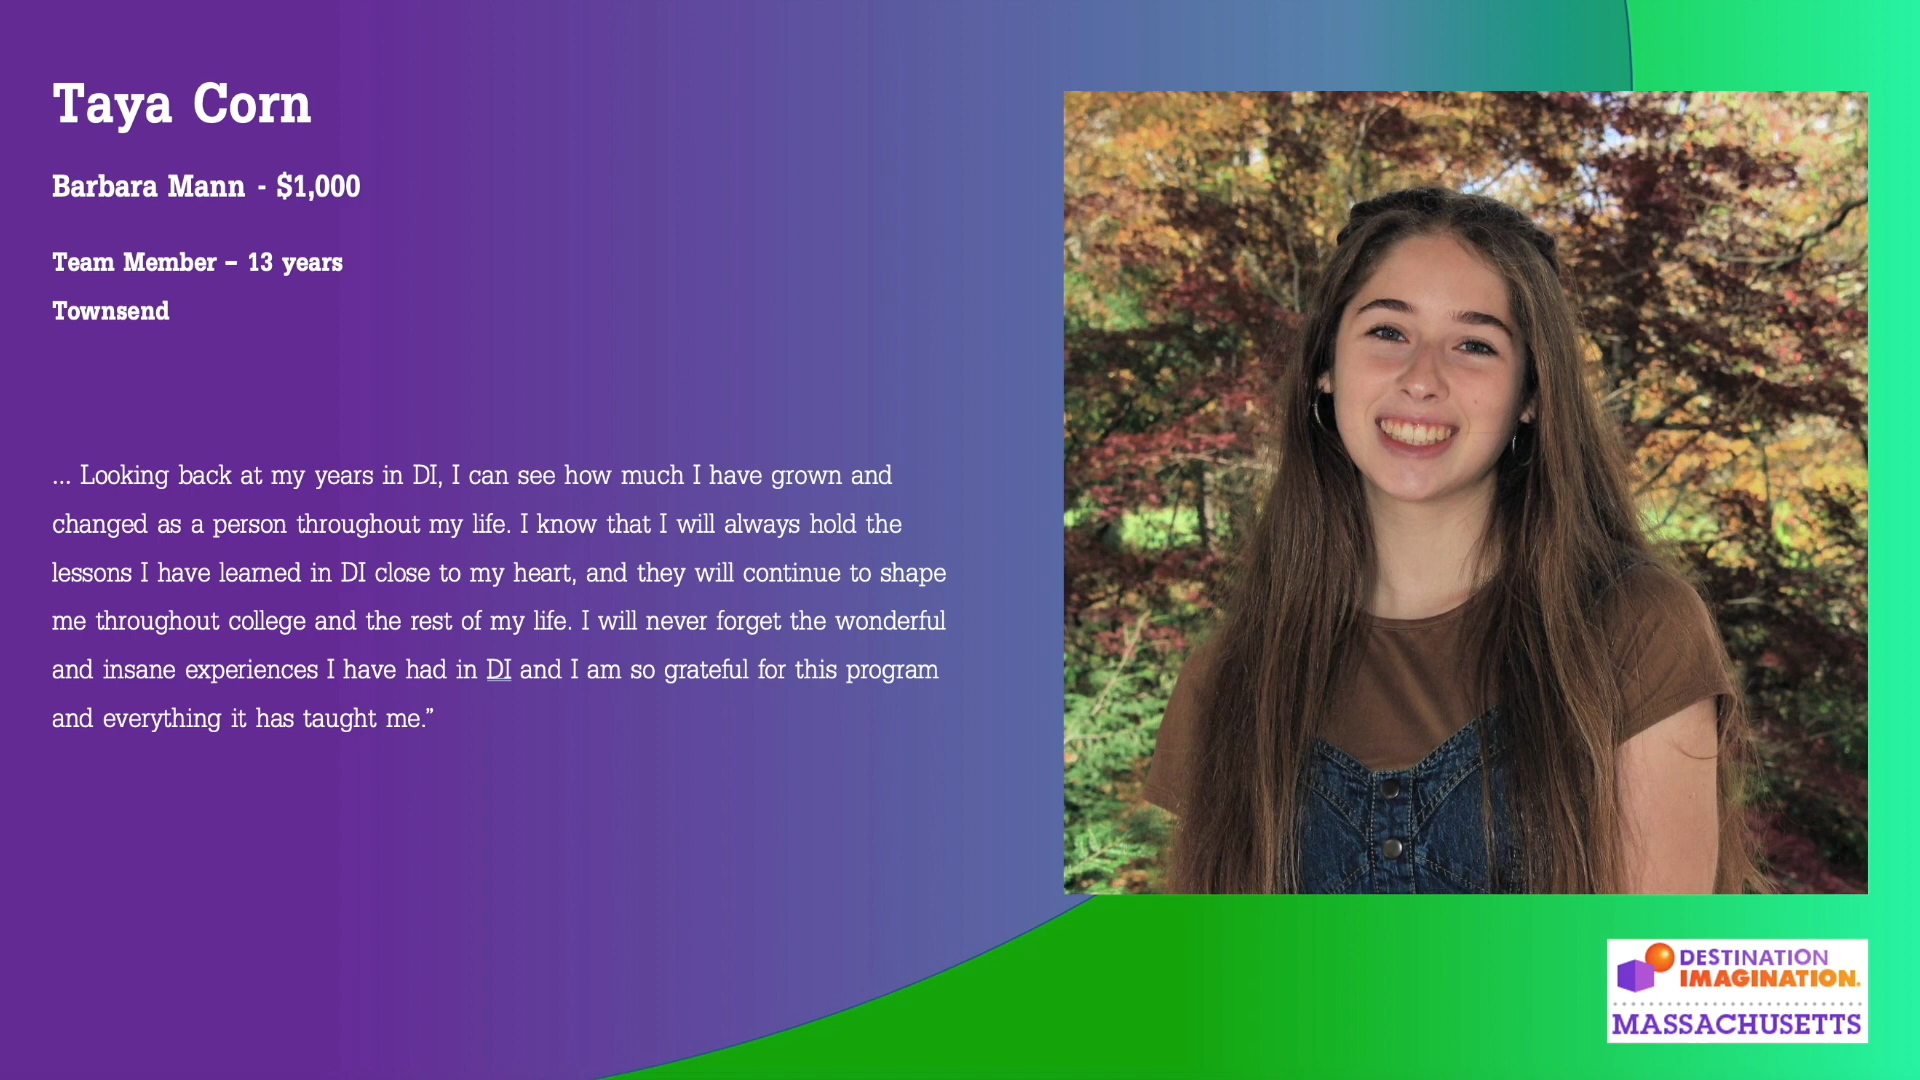 Taya Corn
Barbara Mann - $1,000
Team Member – 13 years
Townsend
... Looking back at my years in DI, I can see how much I have grown and
changed as a person throughout my life. I know that I will always hold the
lessons I have learned in DI close to my heart, and they will continue to shape
me throughout college and the rest of my life. I will never forget the wonderful
and insane experiences I have had in DI and I am so grateful for this program
and everything it has taught me.”
DESTINATION
IMAGINATION.
MASSACHUSETTS